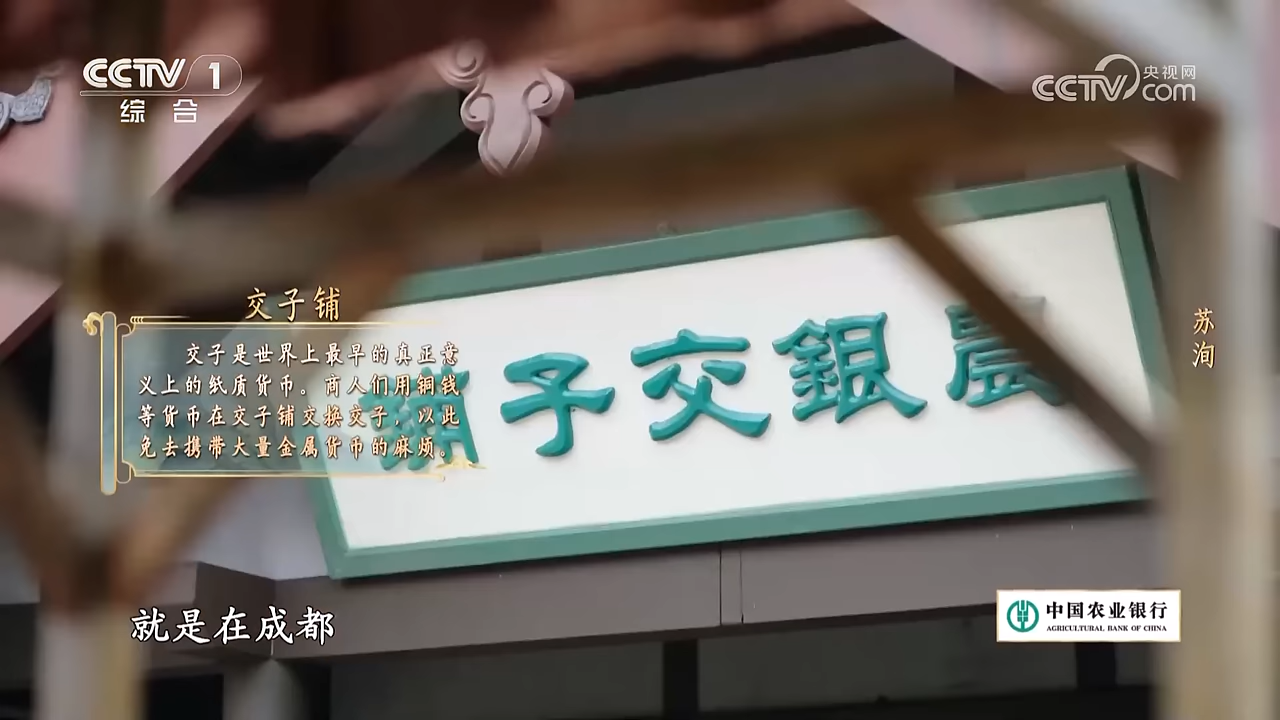 CCTV 1
综合
央视网
CCTV.com
交子铺
交子是世界上最早的真正意
义上的纸质货币。商人们用铜钱
等货币在交子铺交换交子，以此
免去携带大量金属货币的麻烦。
農銀交子鋪
苏洵
就是在成都
中国农业银行
AGRICULTURAL BANK OF CHINA